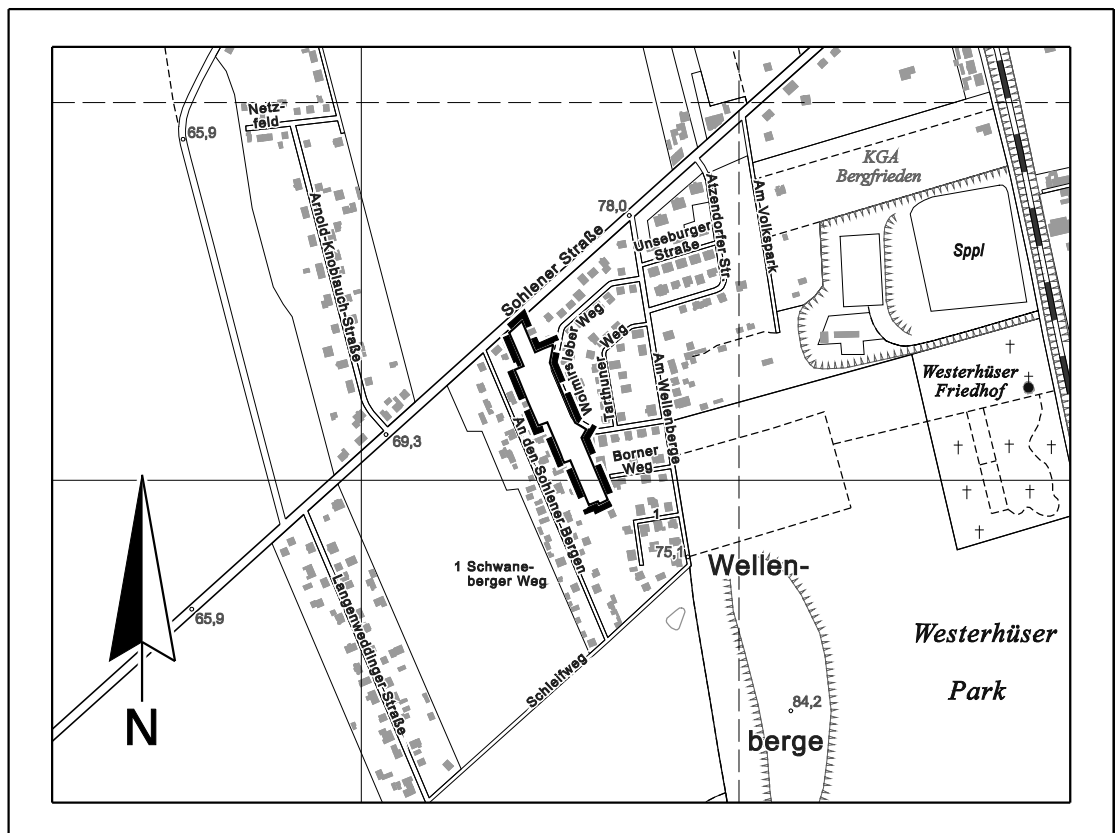 Netz-
feld
65,9
KGA
Bergfrieden
Arnold-Knoblauch-Straße
78,0
Atzendorfer-Str.
Am-Volkspark
Unseburger
Straße
Sppl
Sohlener Straße
Wolmirsleber Weg
Tarthuner Weg
Am-Wellenberge
Westerhüser
Friedhof
69,3
An den Sohlener Bergen
Borner
Weg
1
75,1
1 Schwane-
berger Weg
Wellen-
65,9
Langenweddinger-Straße
Westerhüser
Park
Schleifweg
84,2
berge
N